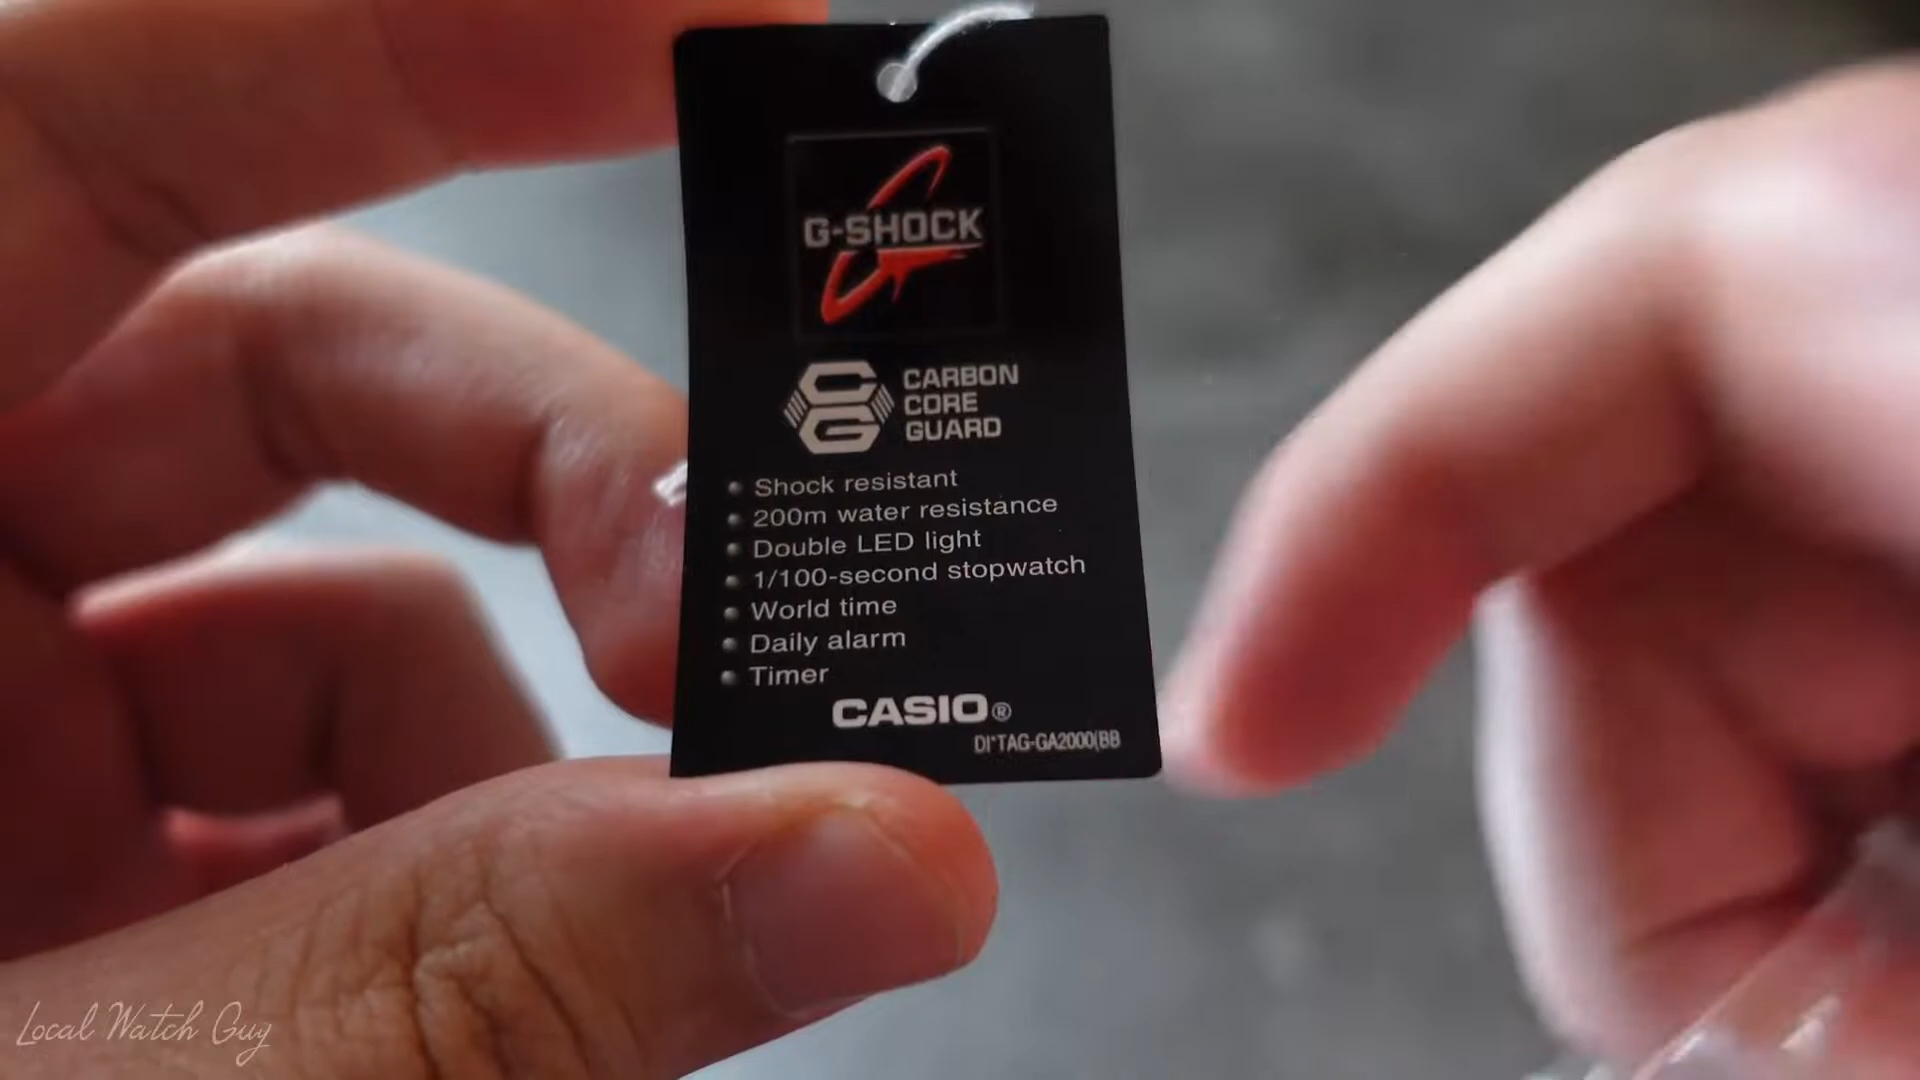 G-SHOCK
CARBON
CORE
GUARD
Shock resistant
200m water resistance
Double LED light
1/100-second stopwatch
World time
Daily alarm
Timer
CASIO®
DI*TAG-GA2000(BB
Local Watch Guy